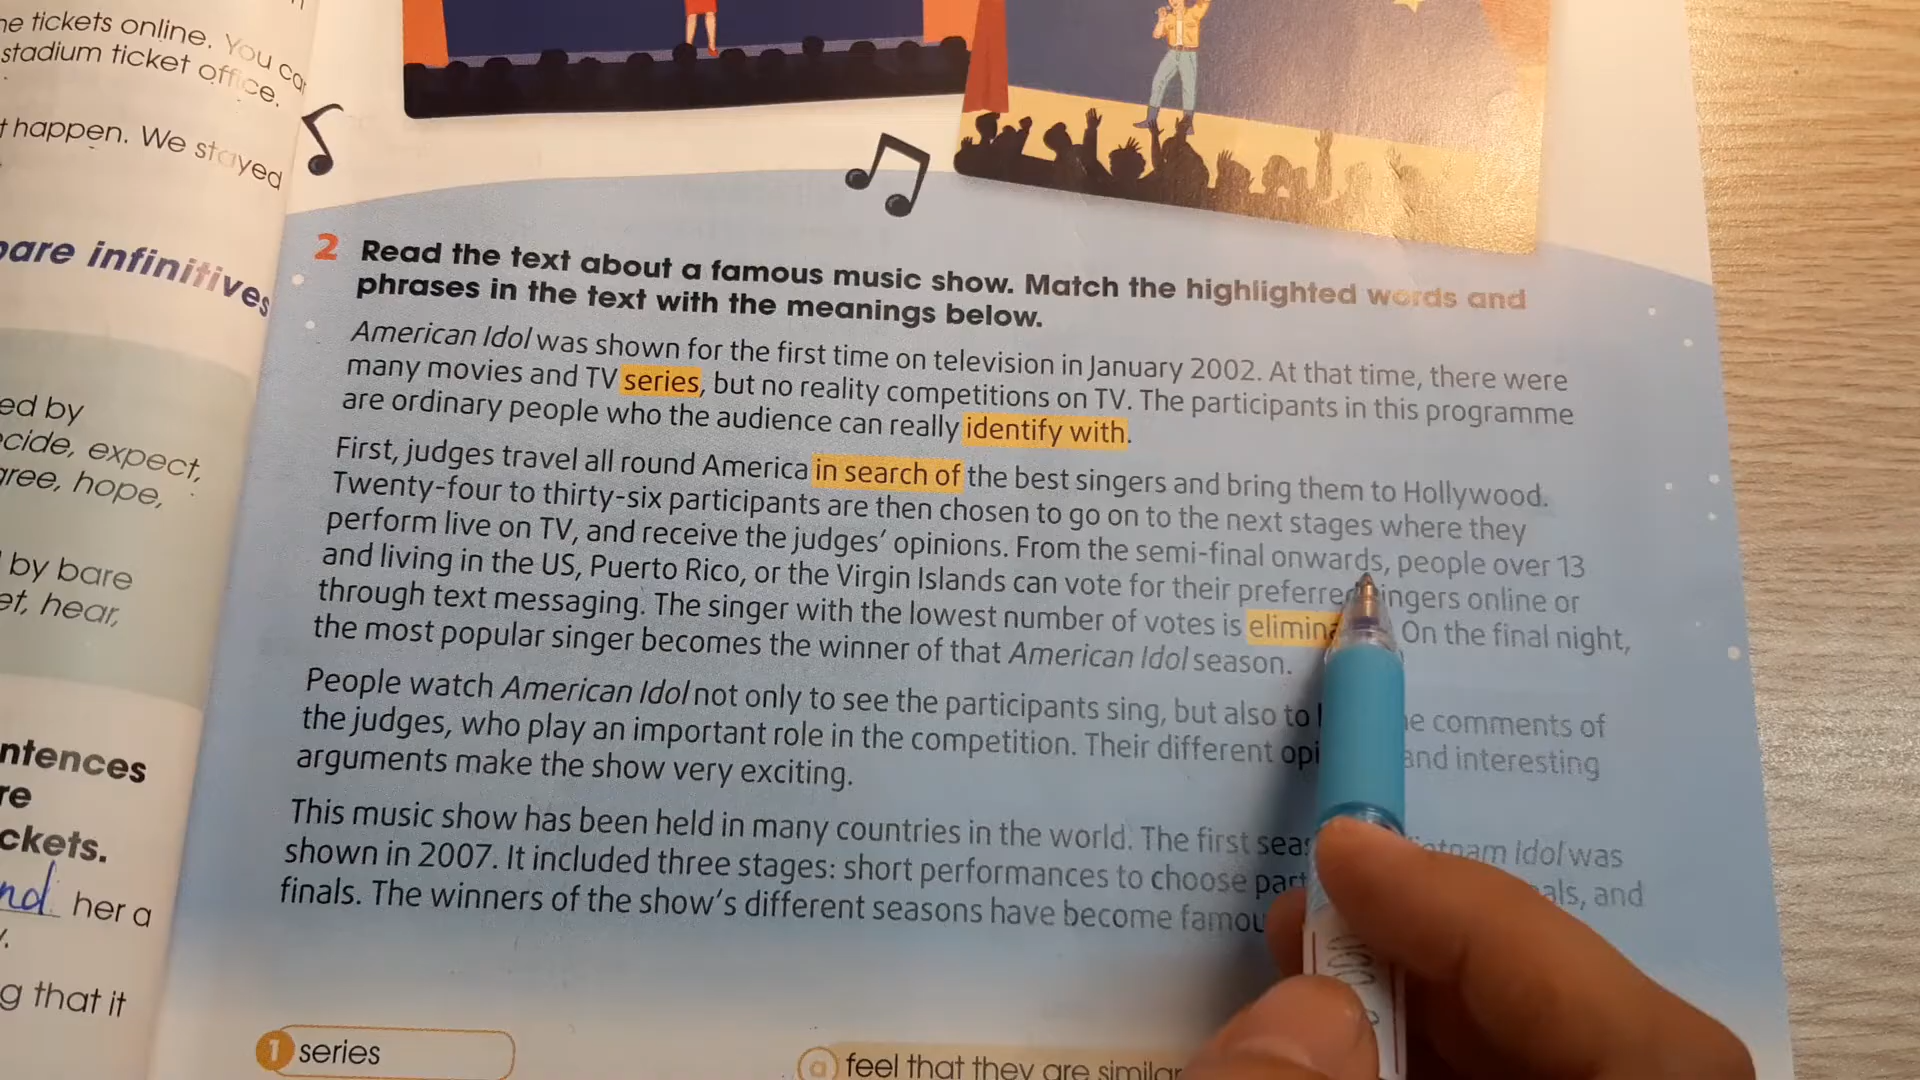 he tickets online. You
stadium ticket office.
happen. We stayed
bare infinitives
ed by
cide, expect,
gree, hope,
by bare
et, hear,
ntences
re
ckets.
nd her a
y.
g that it
2 Read the text about a famous music show. Match the highlighted words and
phrases in the text with the meanings below.
American Idol was shown for the first time on television in January 2002. At that time, there were
many movies and TV series, but no reality competitions on TV. The participants in this programme
are ordinary people who the audience can really identify with.
First, judges travel all round America in search of the best singers and bring them to Hollywood.
Twenty-four to thirty-six participants are then chosen to go on to the next stages where they
perform live on TV, and receive the judges' opinions. From the semi-final onwards, people over 13
and living in the US, Puerto Rico, or the Virgin Islands can vote for their preferred singers online or
through text messaging. The singer with the lowest number of votes is elimina On the final night,
the most popular singer becomes the winner of that American Idol season.
People watch American Idol not only to see the participants sing, but also to comments of
the judges, who play an important role in the competition. Their different opi and interesting
arguments make the show very exciting.
This music show has been held in many countries in the world. The first seas Idol was
shown in 2007. It included three stages: short performances to choose part als, and
finals. The winners of the show's different seasons have become famou
1 series
a feel that they are similar